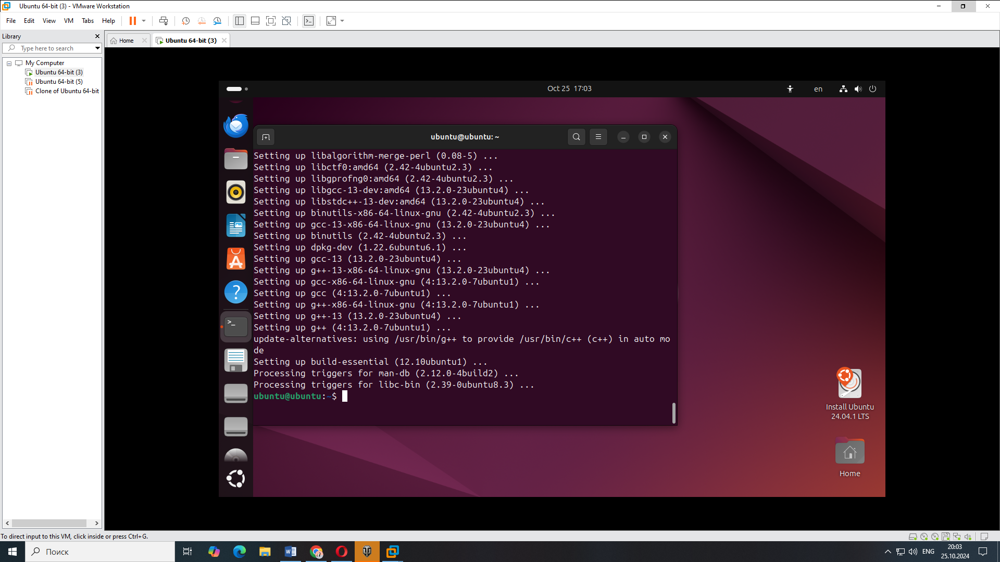 Ubuntu 64-bit (3) - VMware Workstation
File Edit View VM Tabs Help
Library
Type here to search
My Computer
Ubuntu 64-bit (3)
Ubuntu 64-bit (5)
Clone of Ubuntu 64-bit
Home
Ubuntu 64-bit (3)
Oct 25 17:03
en
ubuntu@ubuntu: ~
Setting up libalgorithm-merge-perl (0.08-5) ...
Setting up libctf0:amd64 (2.42-4ubuntu2.3) ...
Setting up libgprofng0:amd64 (2.42-4ubuntu2.3) ...
Setting up libgcc-13-dev:amd64 (13.2.0-23ubuntu4) ...
Setting up libstdc++-13-dev:amd64 (13.2.0-23ubuntu4) ...
Setting up binutils-x86-64-linux-gnu (2.42-4ubuntu2.3) ...
Setting up gcc-13-x86-64-linux-gnu (13.2.0-23ubuntu4) ...
Setting up binutils (2.42-4ubuntu2.3) ...
Setting up dpkg-dev (1.22.6ubuntu6.1) ...
Setting up gcc-13 (13.2.0-23ubuntu4) ...
Setting up g++-13-x86-64-linux-gnu (13.2.0-23ubuntu4) ...
Setting up gcc-x86-64-linux-gnu (4:13.2.0-7ubuntu1) ...
Setting up gcc (4:13.2.0-7ubuntu1) ...
Setting up g++-x86-64-linux-gnu (4:13.2.0-7ubuntu1) ...
Setting up g++-13 (13.2.0-23ubuntu4) ...
Setting up g++ (4:13.2.0-7ubuntu1) ...
update-alternatives: using /usr/bin/g++ to provide /usr/bin/c++ (c++) in auto mo
de
Setting up build-essential (12.10ubuntu1) ...
Processing triggers for man-db (2.12.0-4build2) ...
Processing triggers for libc-bin (2.39-0ubuntu8.3) ...
ubuntu@ubuntu:~$
Install Ubuntu
24.04.1 LTS
Home
To direct input to this VM, click inside or press Ctrl+G.
Поиск
ENG
20:03
25.10.2024